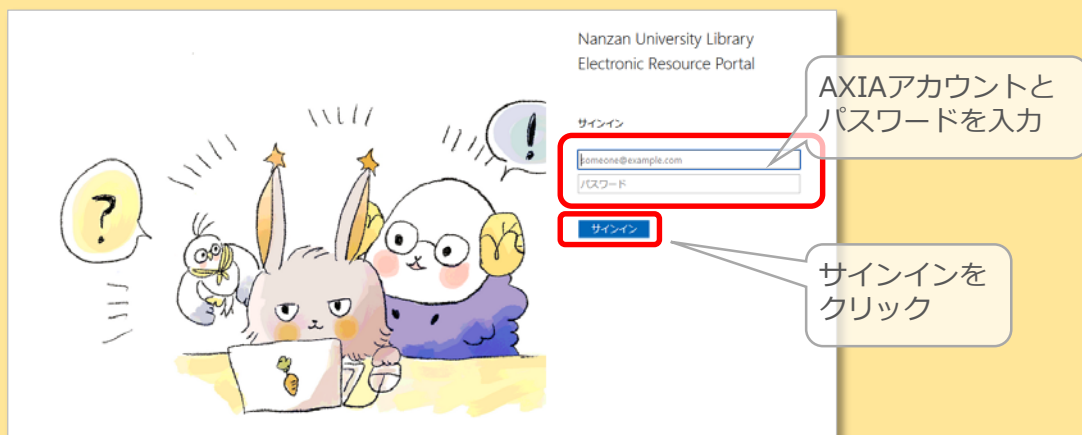 Nanzan University Library
Electronic Resource Portal
AXIAアカウントと
パスワードを入力
サインイン
someone@example.com
パスワード
サインイン
サインインを
クリック
?
!